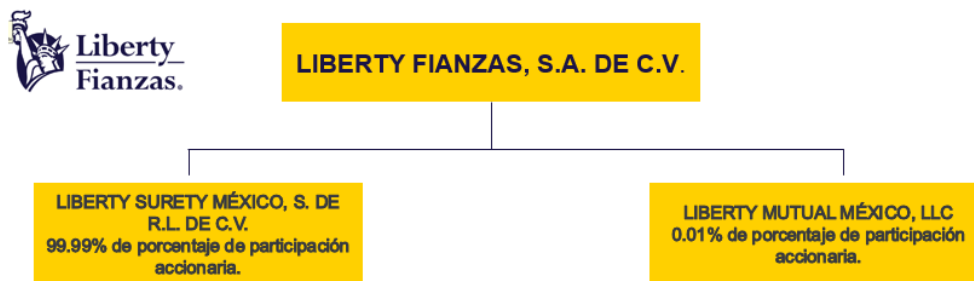 Liberty
Fianzas.
LIBERTY FIANZAS, S.A. DE C.V.
LIBERTY SURETY MÉXICO, S. DE
R.L. DE C.V.
99.99% de porcentaje de participación
accionaria.
LIBERTY MUTUAL MÉXICO, LLC
0.01% de porcentaje de participación
accionaria.